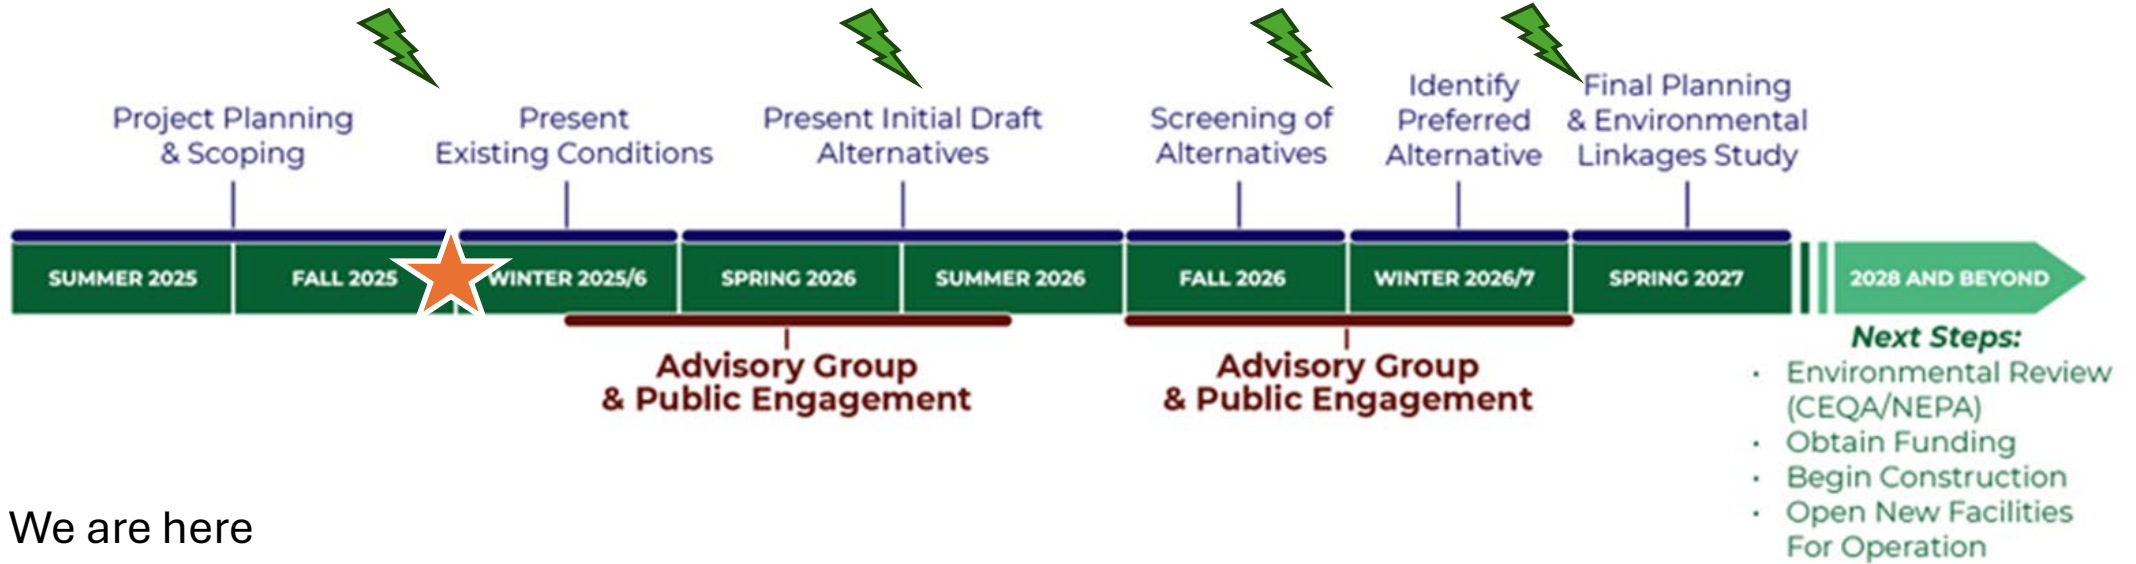 Project Planning
& Scoping
Present
Existing Conditions
Present Initial Draft
Alternatives
Screening of
Alternatives
Identify
Preferred
Alternative
Final Planning
& Environmental
Linkages Study
SUMMER 2025
FALL 2025
WINTER 2025/6
SPRING 2026
SUMMER 2026
FALL 2026
WINTER 2026/7
SPRING 2027
2028 AND BEYOND
Advisory Group
& Public Engagement
Advisory Group
& Public Engagement
Next Steps:
• Environmental Review
(CEQA/NEPA)
• Obtain Funding
• Begin Construction
• Open New Facilities
For Operation
We are here